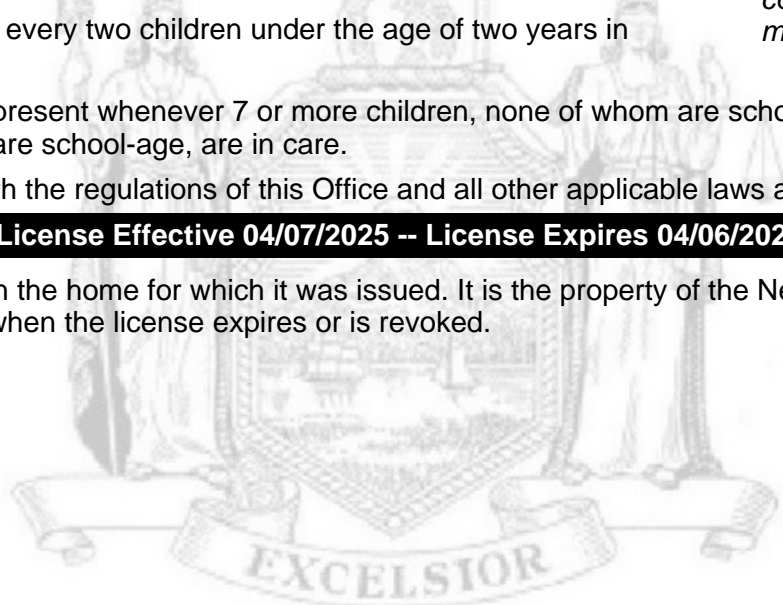 co
every two children under the age of two years in
m
present whenever 7 or more children, none of whom are scho
are school-age, are in care.
th the regulations of this Office and all other applicable laws a
License Effective 04/07/2025 -- License Expires 04/06/202
n the home for which it was issued. It is the property of the Ne
when the license expires or is revoked.
EXCELSIOR